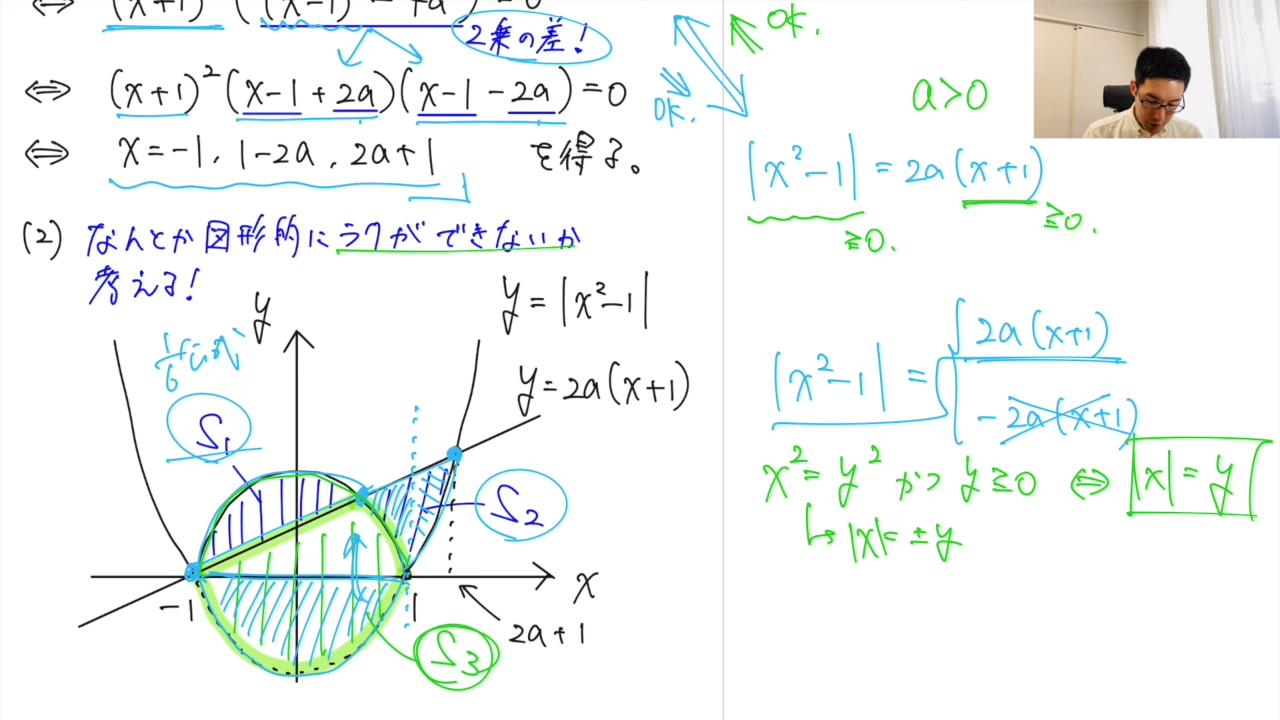 ⇔ (x+1)² (x-1+2a)(x-1-2a)=0
2乗の差!
⇔ x=-1, 1-2a, 2a+1 を得る。
(2) なんとか図形的にラクができないか
考える!
y
y=|x²-1|
1/6公式
y=2a(x+1)
S₁
S₂
-1
1
x
2a+1
S₃
OK.
OK.
a>0
|x²-1| = 2a(x+1)
≧0.
≧0.
|x²-1| =
2a(x+1)
-2a(x+1)
x²=y² かつ y≧0 ⇔ |x|=y
↳ |x|=±y